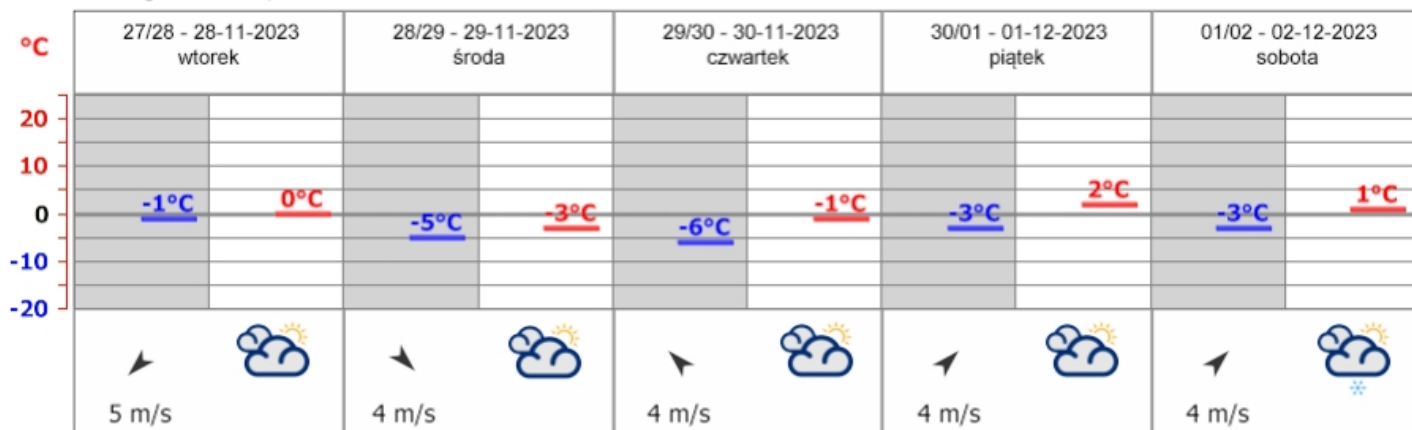 °C
27/28 - 28-11-2023
wtorek
28/29 - 29-11-2023
środa
29/30 - 30-11-2023
czwartek
30/01 - 01-12-2023
piątek
01/02 - 02-12-2023
sobota
20
10
0
-10
-20
-1°C
0°C
-5°C
-3°C
-6°C
-1°C
-3°C
2°C
-3°C
1°C
5 m/s
4 m/s
4 m/s
4 m/s
4 m/s